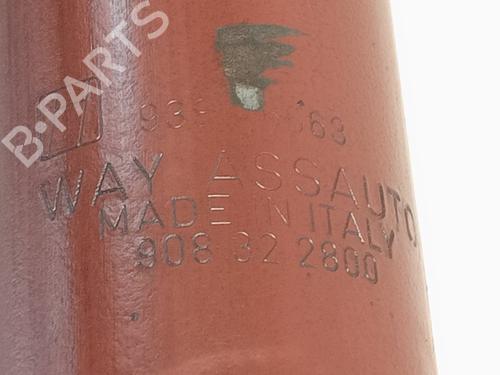 B·PARTS
WAY ASSAUTO
MADE IN ITALY
908 32 2800